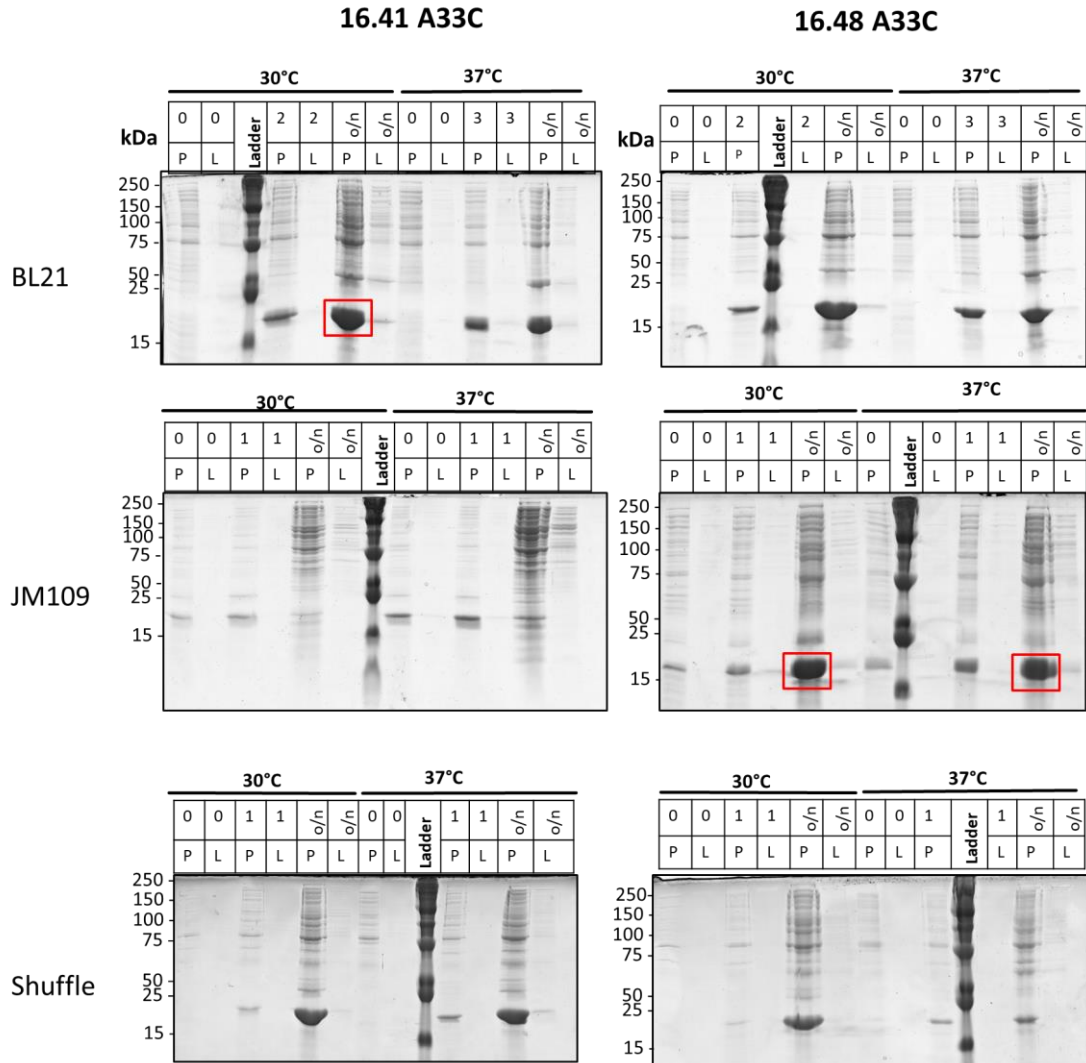 16.41 A33C 16.48 A33C
30°C 37°C 30°C 37°C
kDa 0 0 Ladder 2 2 o/n o/n 0 0 3 3 o/n o/n
P L P L P L P L P L P L
kDa 0 0 2 Ladder 2 o/n o/n 0 0 3 3 o/n o/n
P L P L P L P L P L P L
BL21
250
150
100
75
50
25
15
250
150
100
75
50
25
15
30°C 37°C 30°C 37°C
0 0 1 1 o/n o/n Ladder 0 0 1 1 o/n o/n
P L P L P L P L P L P L
0 0 1 1 o/n o/n 0 Ladder 0 1 1 o/n o/n
P L P L P L P L P L P L
JM109
250
150
100
75
50
25
15
250
150
100
75
50
25
15
30°C 37°C 30°C 37°C
0 0 1 1 o/n o/n 0 0 Ladder 1 1 o/n o/n
P L P L P L P L P L P L
0 0 1 1 o/n o/n 0 0 1 Ladder 1 o/n o/n
P L P L P L P L P L P L
Shuffle
250
150
100
75
50
25
15
250
150
100
75
50
25
15